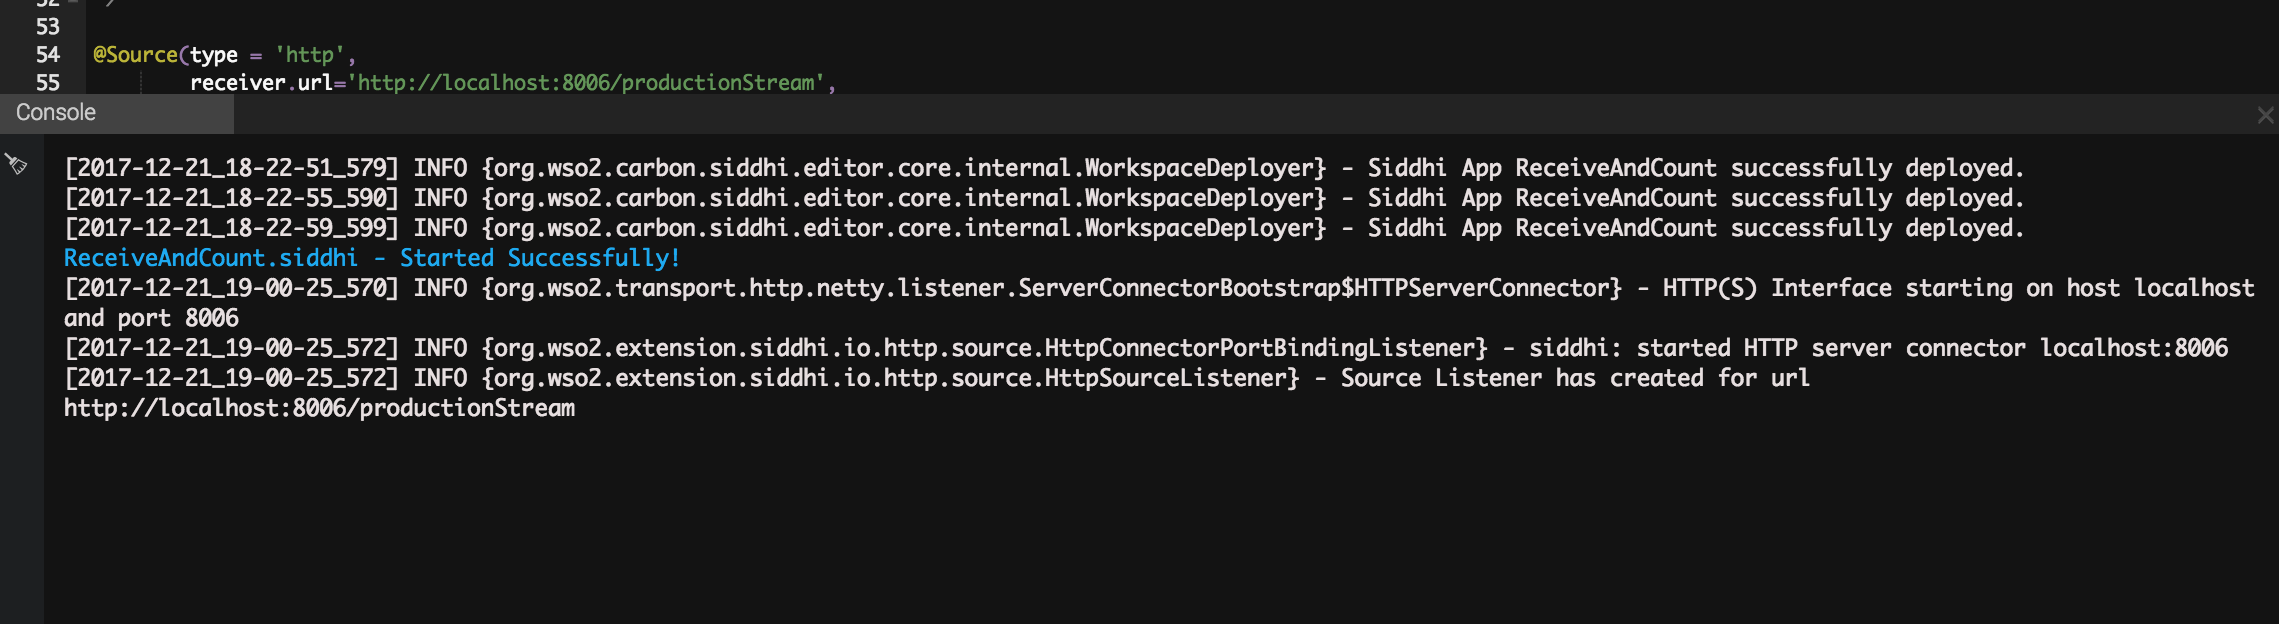 53
54 @Source(type = 'http',
55 receiver.url='http://localhost:8006/productionStream',
Console
[2017-12-21_18-22-51_579] INFO {org.wso2.carbon.siddhi.editor.core.internal.WorkspaceDeployer} - Siddhi App ReceiveAndCount successfully deployed.
[2017-12-21_18-22-55_590] INFO {org.wso2.carbon.siddhi.editor.core.internal.WorkspaceDeployer} - Siddhi App ReceiveAndCount successfully deployed.
[2017-12-21_18-22-59_599] INFO {org.wso2.carbon.siddhi.editor.core.internal.WorkspaceDeployer} - Siddhi App ReceiveAndCount successfully deployed.
ReceiveAndCount.siddhi - Started Successfully!
[2017-12-21_19-00-25_570] INFO {org.wso2.transport.http.netty.listener.ServerConnectorBootstrap$HTTPServerConnector} - HTTP(S) Interface starting on host localhost
and port 8006
[2017-12-21_19-00-25_572] INFO {org.wso2.extension.siddhi.io.http.source.HttpConnectorPortBindingListener} - siddhi: started HTTP server connector localhost:8006
[2017-12-21_19-00-25_572] INFO {org.wso2.extension.siddhi.io.http.source.HttpSourceListener} - Source Listener has created for url
http://localhost:8006/productionStream